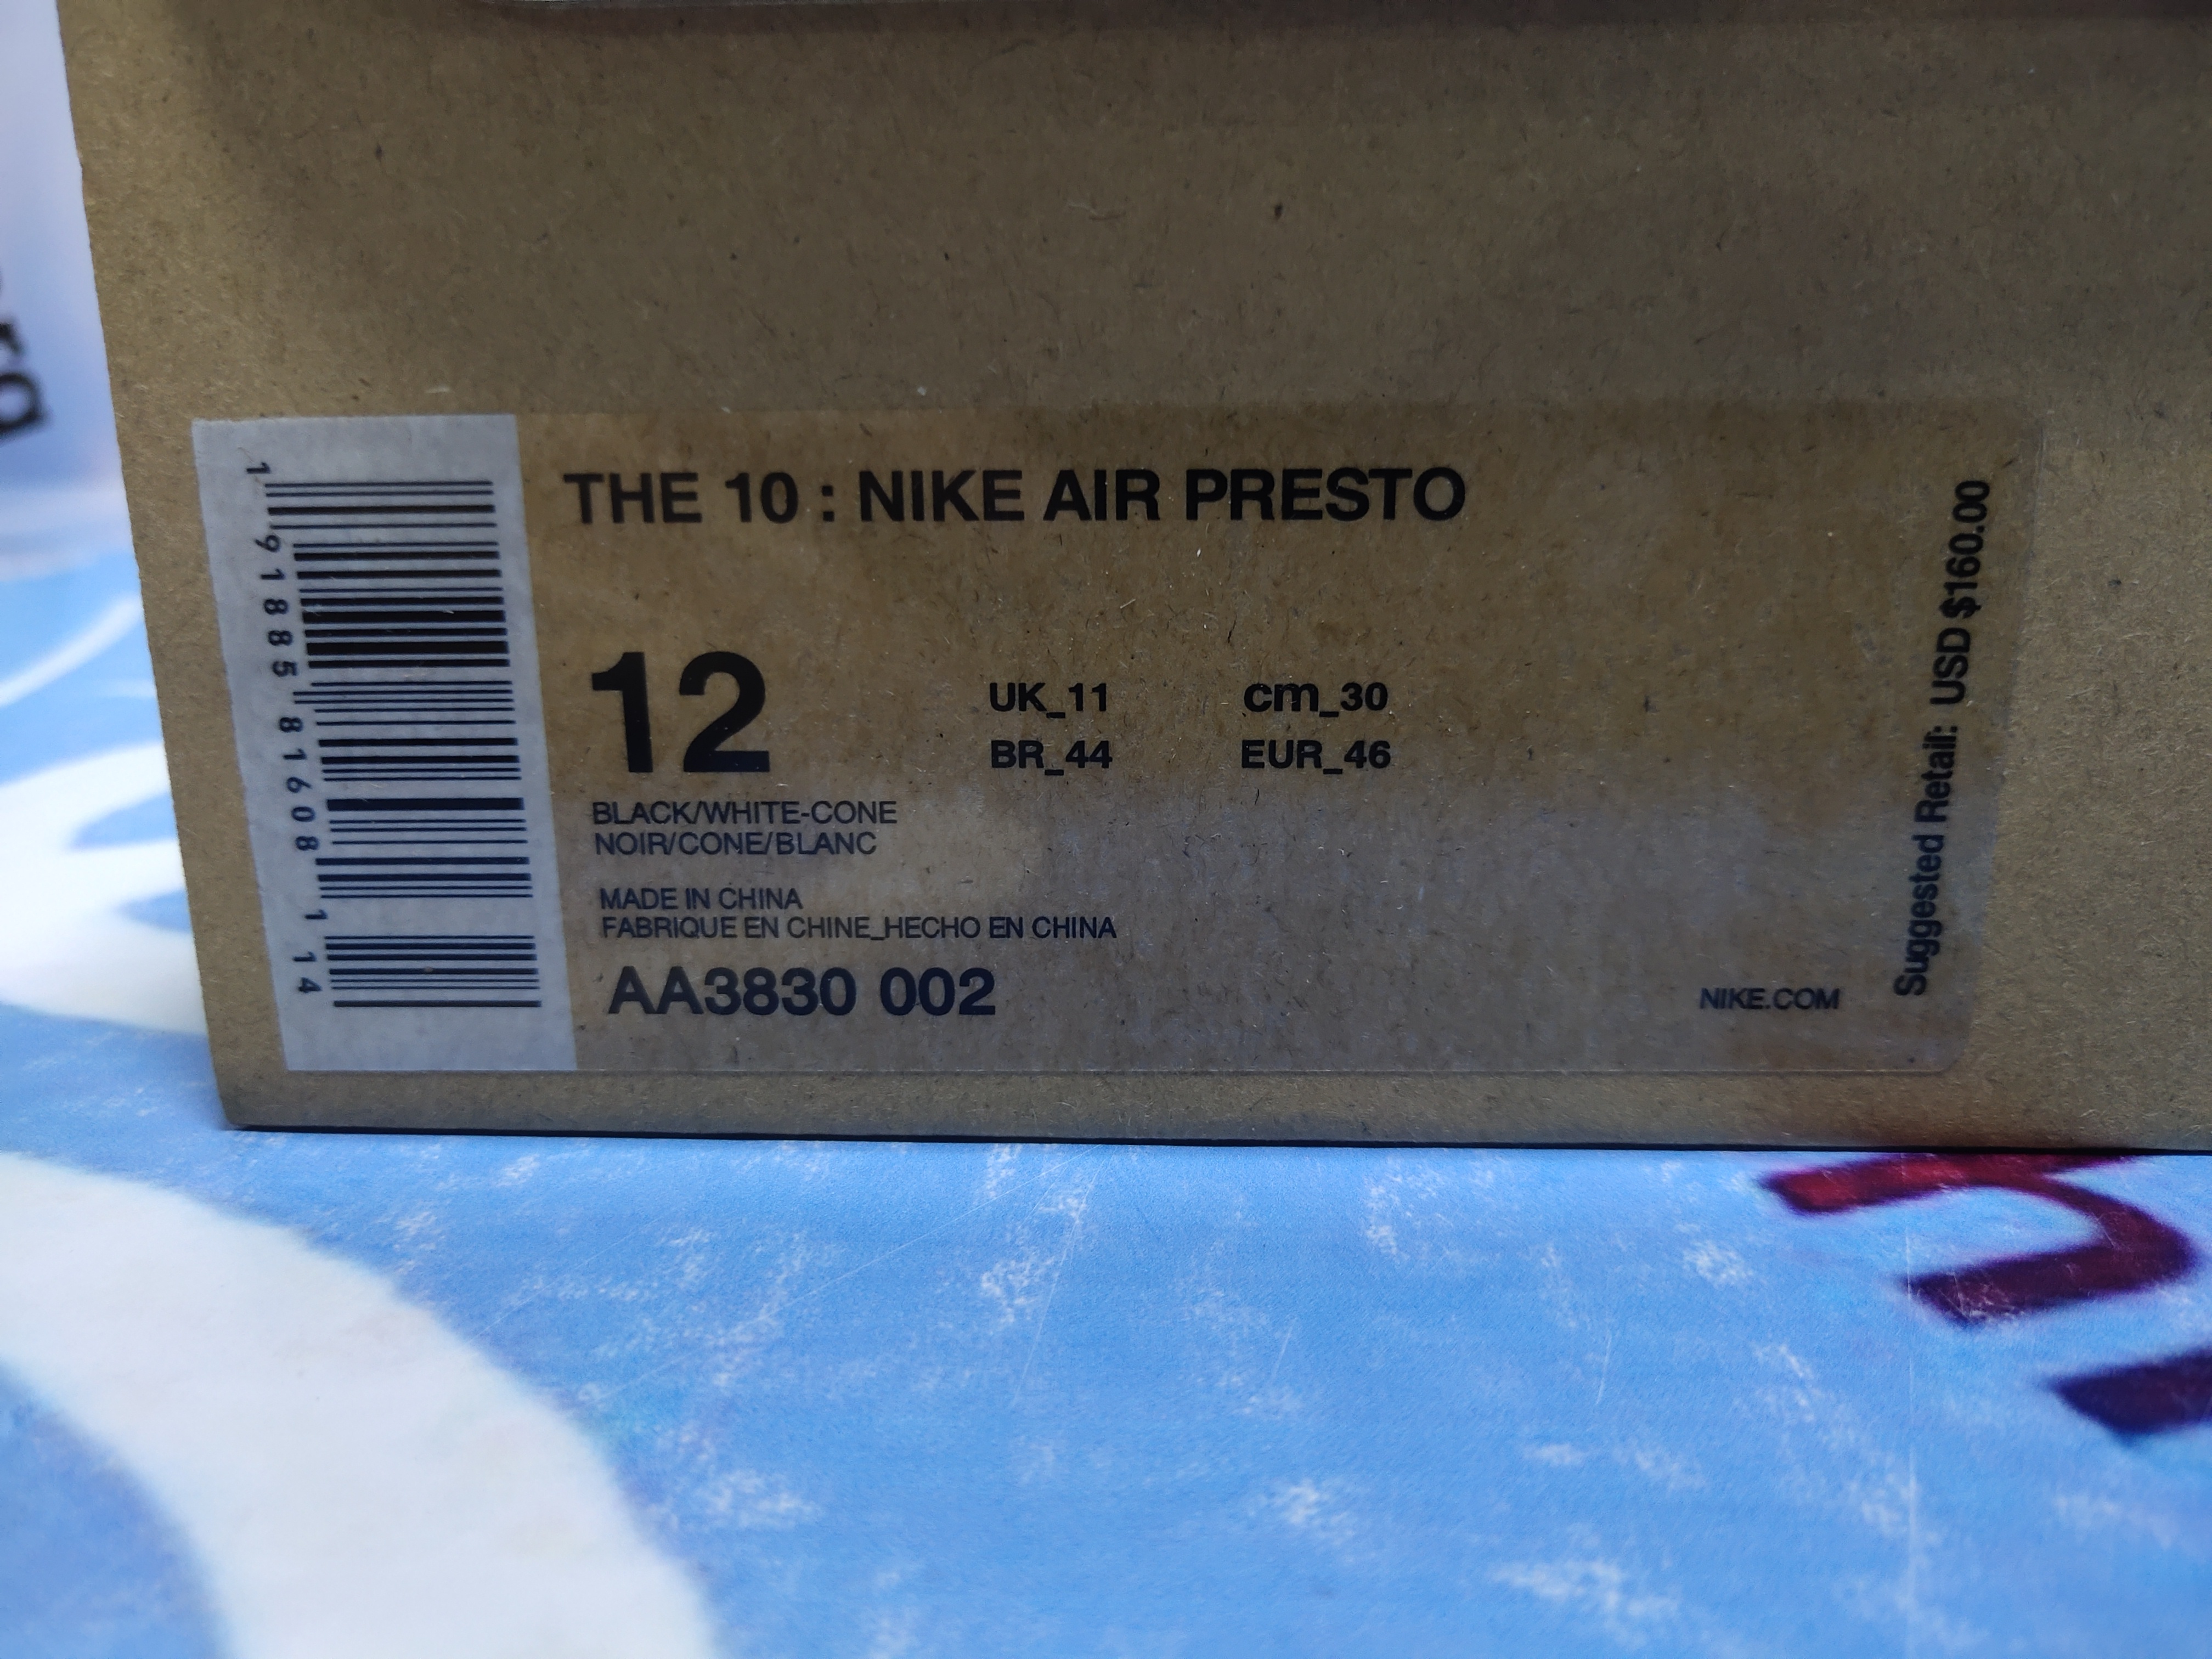 THE 10 : NIKE AIR PRESTO
12
UK_11 cm_30
BR_44 EUR_46
BLACK/WHITE-CONE
NOIR/CONE/BLANC
MADE IN CHINA
FABRIQUE EN CHINE_HECHO EN CHINA
AA3830 002
NIKE.COM
Suggested Retail: USD $160.00
1 91885 81608 1 14